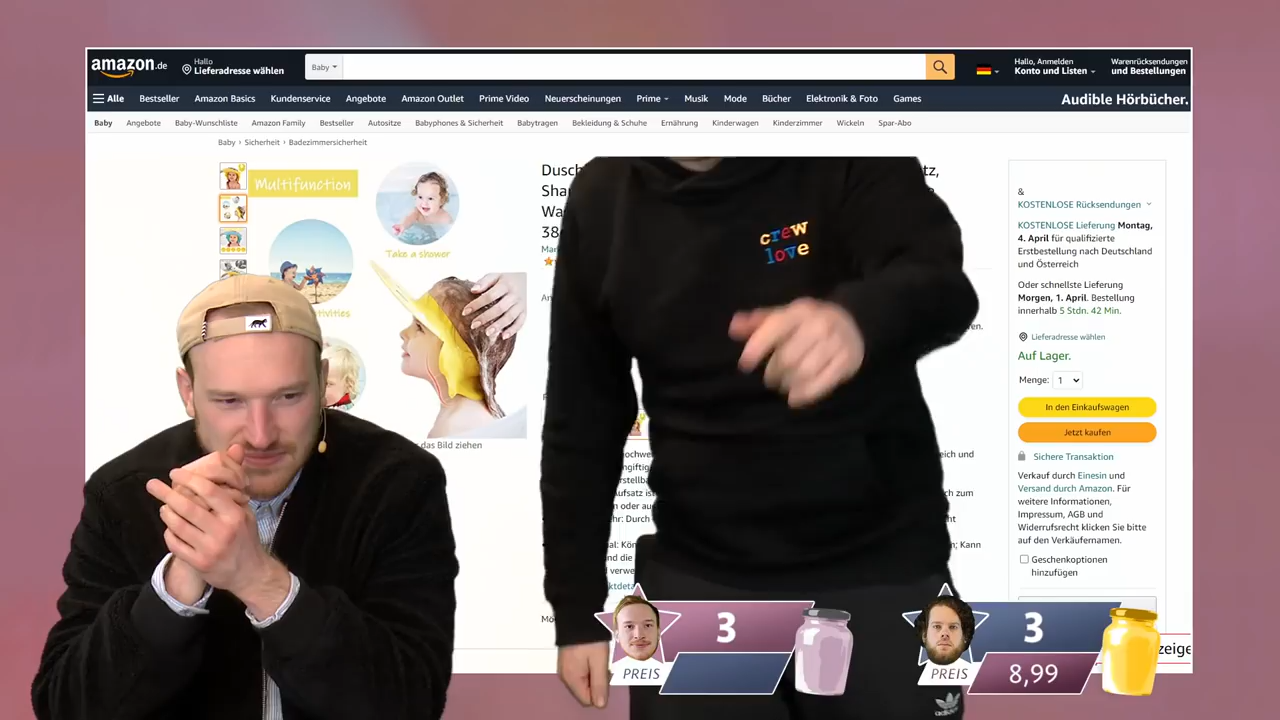 amazon.de
Hallo
Lieferadresse wählen
Baby
Hallo, Anmelden
Konto und Listen
Warenrücksendungen
und Bestellungen
Alle
Bestseller
Amazon Basics
Kundenservice
Angebote
Amazon Outlet
Prime Video
Neuerscheinungen
Prime
Musik
Mode
Bücher
Elektronik & Foto
Games
Audible Hörbücher.
Baby
Angebote
Baby-Wunschliste
Amazon Family
Bestseller
Autositze
Babyphones & Sicherheit
Babytragen
Bekleidung & Schuhe
Ernährung
Kinderwagen
Kinderzimmer
Wickeln
Spar-Abo
Baby › Sicherheit › Badezimmersicherheit
Multifunction
Take a shower
das Bild ziehen
crew
love
&
KOSTENLOSE Rücksendungen
KOSTENLOSE Lieferung Montag,
4. April für qualifizierte
Erstbestellung nach Deutschland
und Österreich
Oder schnellste Lieferung
Morgen, 1. April. Bestellung
innerhalb 5 Stdn. 42 Min.
Lieferadresse wählen
Auf Lager.
Menge: 1
In den Einkaufswagen
Jetzt kaufen
Sichere Transaktion
Verkauf durch Einesin und
Versand durch Amazon. Für
weitere Informationen,
Impressum, AGB und
Widerrufsrecht klicken Sie bitte
auf den Verkäufernamen.
Geschenkoptionen
hinzufügen
3
PREIS
3
PREIS
8,99